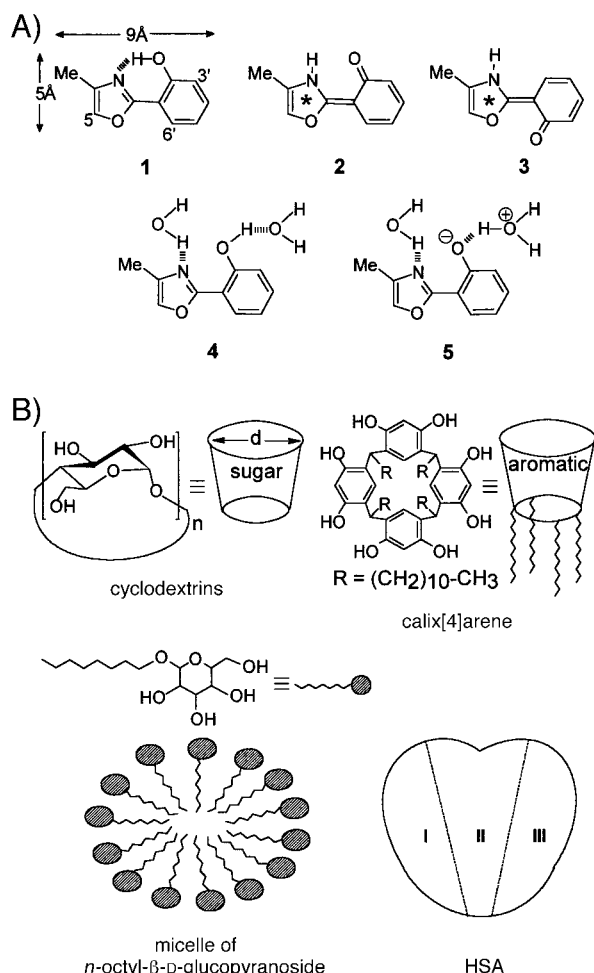 A)
9Å
5Å
Me
N
H
O
3'
5
O
6'
1
Me
H
N
O
*
O
2
Me
H
N
*
O
O
3
H
O
H
Me
N
O
H
O
H
O
H
4
H
O
H
Me
N
O
⊖
O
H
⊕
O
H
H
5
B)
HO
OH
O
HO
O
n
≡
d
sugar
cyclodextrins
HO OH OH
HO OH
R R
R R
HO OH
OH
≡
aromatic
R = (CH2)10-CH3
calix[4]arene
O
O
OH
HO
OH
OH
≡
micelle of
n-octyl-β-D-glucopyranoside
I II III
HSA